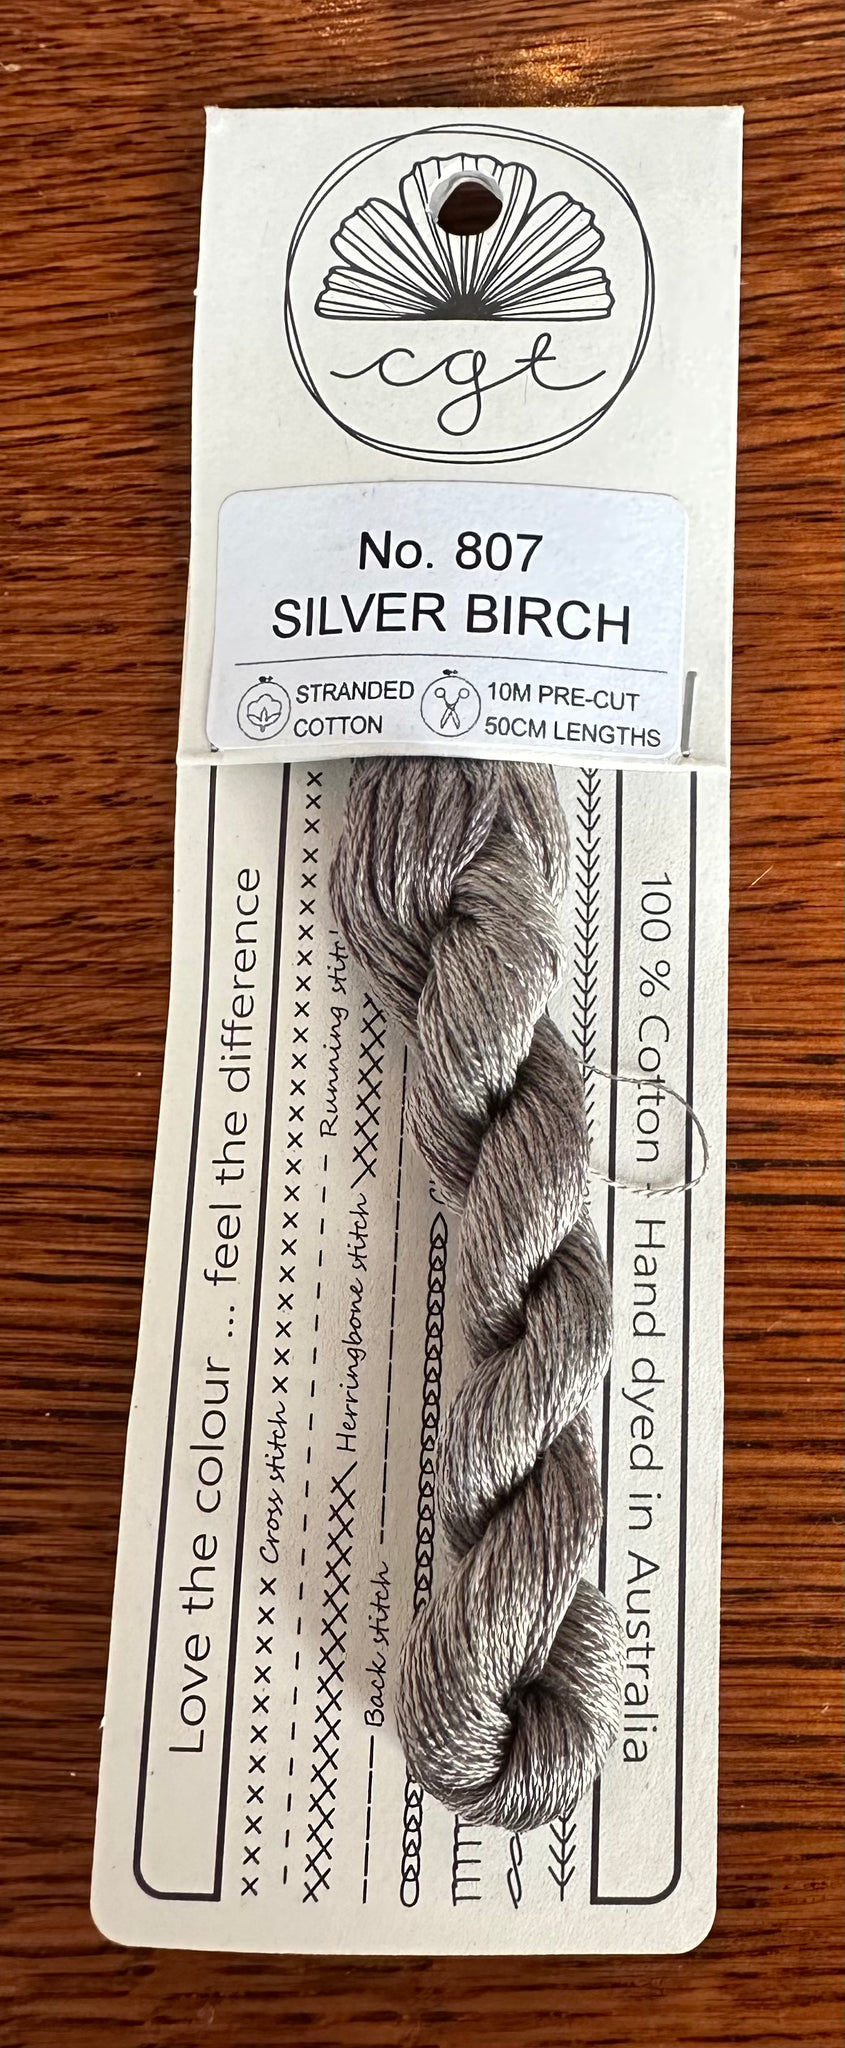 cgt
No. 807
SILVER BIRCH
STRANDED
COTTON
10M PRE-CUT
50CM LENGTHS
Love the colour ... feel the difference
Cross stitch
Running
Herringbone stitch
Back stitch
100 % Cotton - Hand dyed in Australia